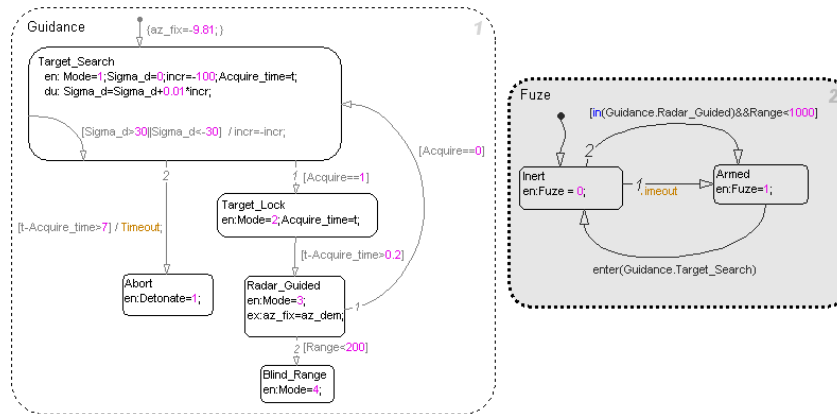 Guidance
1
{az_fix=-9.81;}
Target_Search
en: Mode=1;Sigma_d=0;incr=-100;Acquire_time=t;
du: Sigma_d=Sigma_d+0.01*incr;
[Sigma_d>30||Sigma_d<-30] / incr=-incr;
2
1
[Acquire==1]
[Acquire==0]
Target_Lock
en:Mode=2;Acquire_time=t;
[t-Acquire_time>7] / Timeout;
[t-Acquire_time>0.2]
Abort
en:Detonate=1;
Radar_Guided
en:Mode=3;
ex:az_fix=az_dem;
1
2
[Range<200]
Blind_Range
en:Mode=4;
Fuze
2
[in(Guidance.Radar_Guided)&&Range<1000]
2
Inert
en:Fuze = 0;
1
.imeout
Armed
en:Fuze=1;
enter(Guidance.Target_Search)